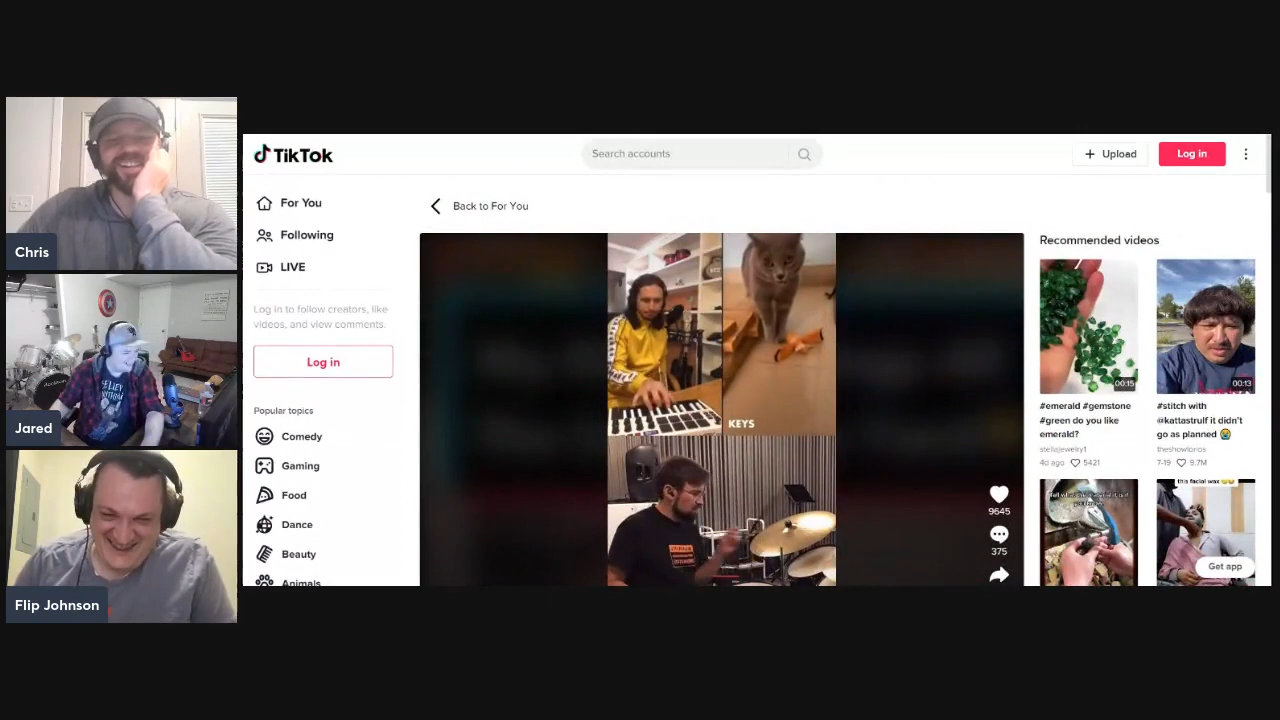 Chris
Jared
Flip Johnson
TikTok
Search accounts
Upload
Log in
For You
Following
LIVE
Log in to follow creators, like
videos, and view comments.
Log in
Popular topics
Comedy
Gaming
Food
Dance
Beauty
Animals
Back to For You
KEYS
9645
375
Recommended videos
00:15
#emerald #gemstone
#green do you like
emerald?
stellajewelry1
4d ago 5421
00:13
#stitch with
@kattastrulf it didn't
go as planned 😭
theshowlorios
7-19 9.7M
this facial wax
Get app